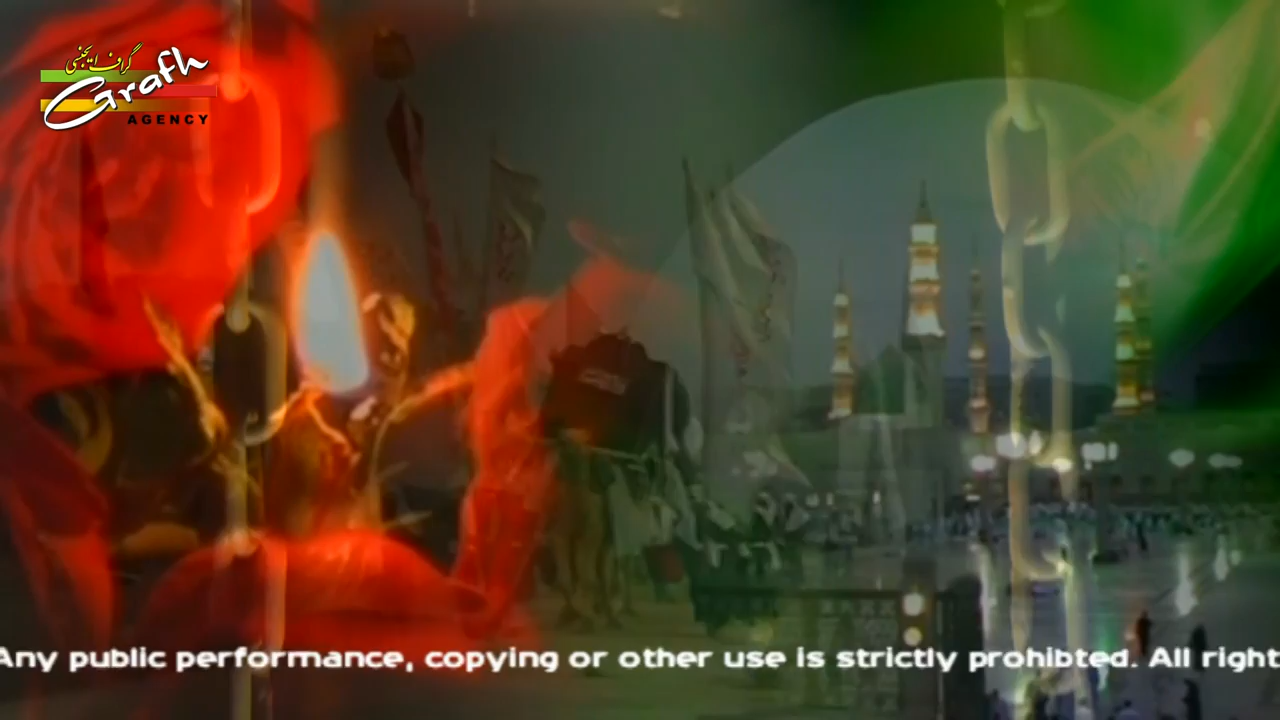 گراف ایجنسی
Grafh
AGENCY
Any public performance, copying or other use is strictly prohibted. All right